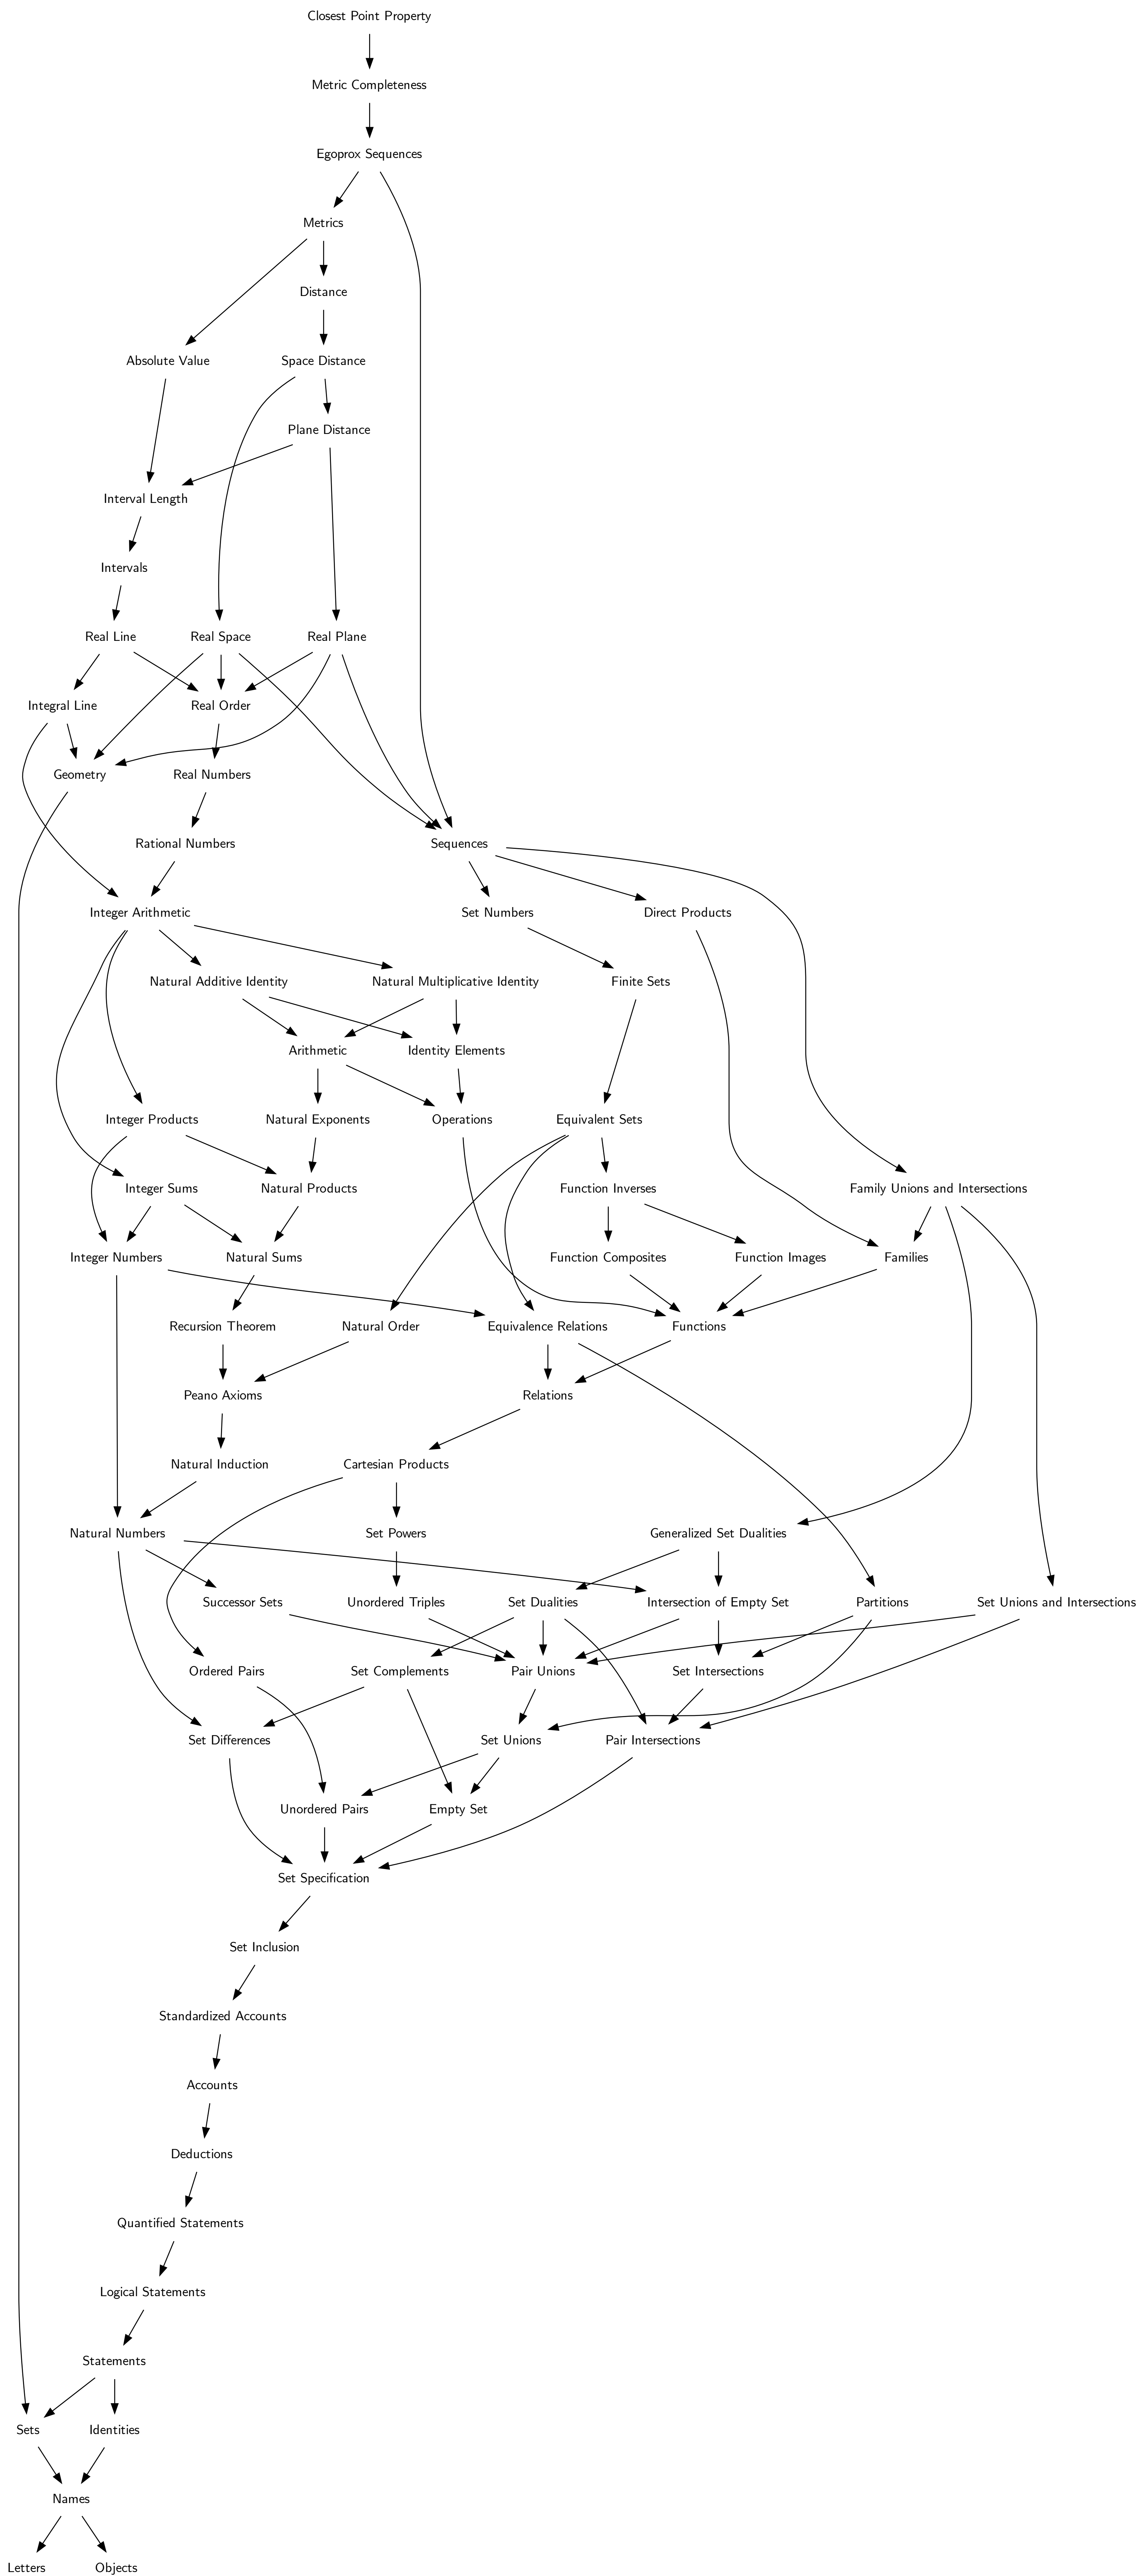 Closest Point Property
Metric Completeness
Egoprox Sequences
Metrics
Distance
Absolute Value
Space Distance
Plane Distance
Interval Length
Intervals
Real Line
Real Space
Real Plane
Integral Line
Real Order
Geometry
Real Numbers
Rational Numbers
Sequences
Integer Arithmetic
Set Numbers
Direct Products
Natural Additive Identity
Natural Multiplicative Identity
Finite Sets
Arithmetic
Identity Elements
Integer Products
Natural Exponents
Operations
Equivalent Sets
Integer Sums
Natural Products
Function Inverses
Family Unions and Intersections
Integer Numbers
Natural Sums
Function Composites
Function Images
Families
Recursion Theorem
Natural Order
Equivalence Relations
Functions
Peano Axioms
Relations
Natural Induction
Cartesian Products
Natural Numbers
Set Powers
Generalized Set Dualities
Successor Sets
Unordered Triples
Set Dualities
Intersection of Empty Set
Partitions
Set Unions and Intersections
Ordered Pairs
Set Complements
Pair Unions
Set Intersections
Set Differences
Set Unions
Pair Intersections
Unordered Pairs
Empty Set
Set Specification
Set Inclusion
Standardized Accounts
Accounts
Deductions
Quantified Statements
Logical Statements
Statements
Sets
Identities
Names
Letters
Objects